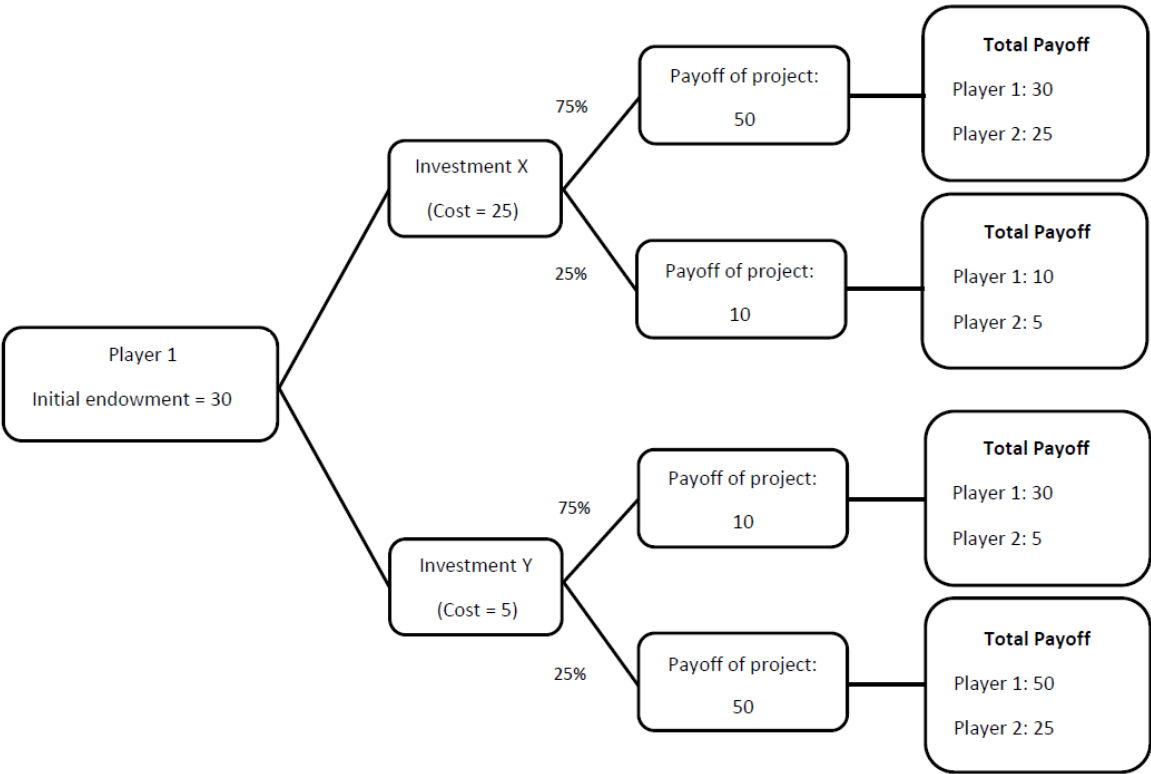 Player 1
Initial endowment = 30
Investment X
(Cost = 25)
75%
25%
Payoff of project:
50
Total Payoff
Player 1: 30
Player 2: 25
Payoff of project:
10
Total Payoff
Player 1: 10
Player 2: 5
Investment Y
(Cost = 5)
75%
25%
Payoff of project:
10
Total Payoff
Player 1: 30
Player 2: 5
Payoff of project:
50
Total Payoff
Player 1: 50
Player 2: 25